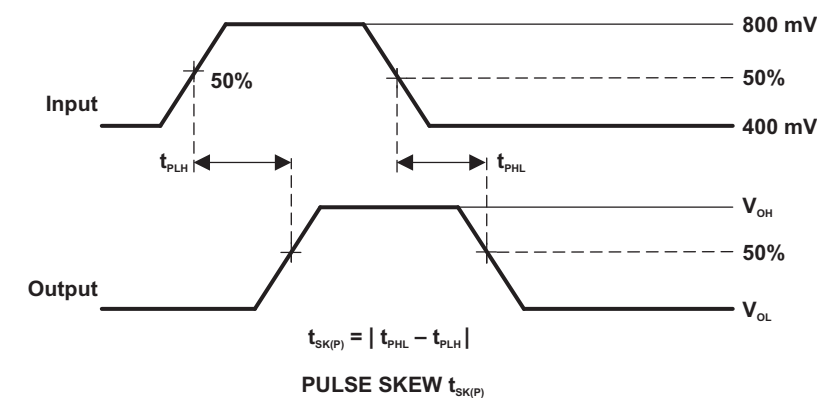 800 mV
50%
50%
Input
400 mV
tPLH
tPHL
VOH
50%
Output
VOL
tSK(P) = | tPHL – tPLH |
PULSE SKEW tSK(P)